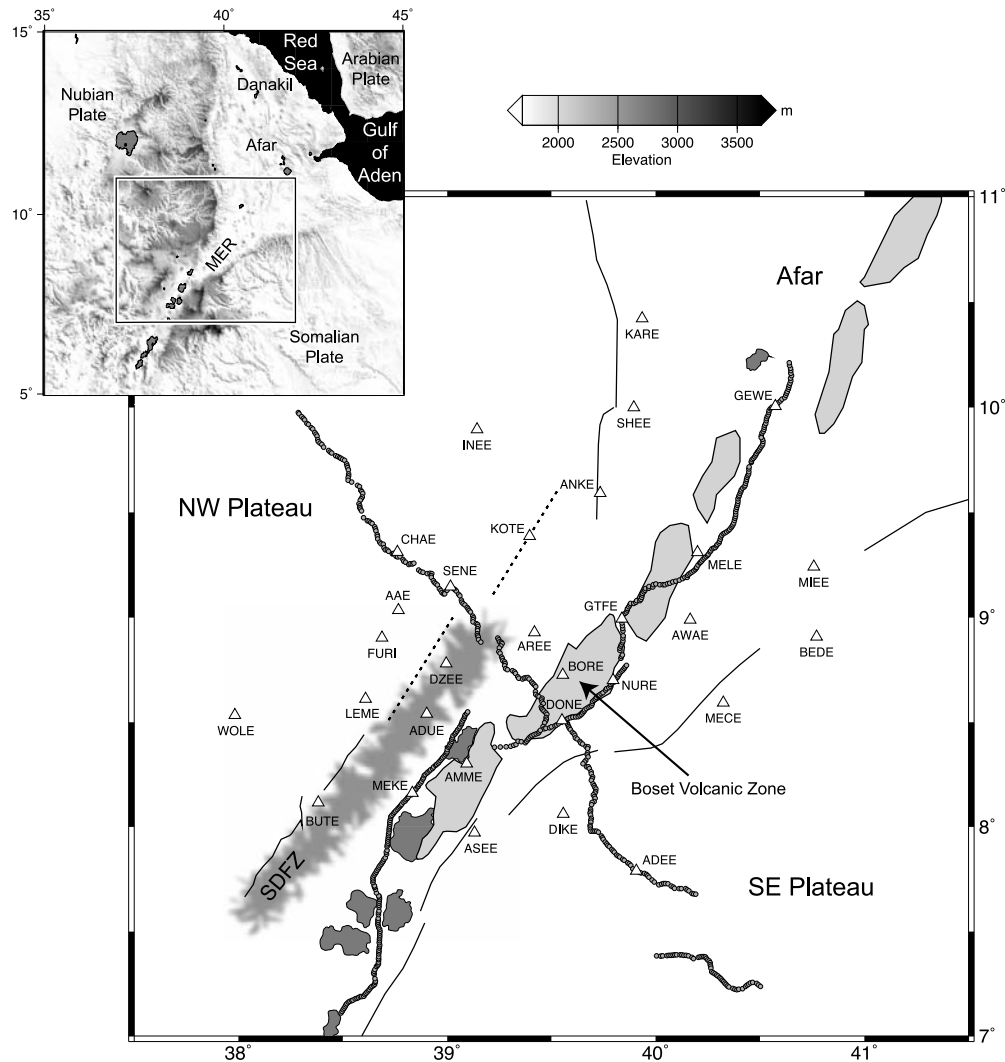 35˚ 40˚ 45˚
15˚
10˚
5˚
Red
Sea
Arabian
Plate
Danakil
Nubian
Plate
Afar
Gulf
of
Aden
MER
Somalian
Plate
m
2000 2500 3000 3500
Elevation
11˚
10˚
9˚
8˚
7˚
38˚ 39˚ 40˚ 41˚
Afar
KARE
GEWE
SHEE
INEE
ANKE
NW Plateau
KOTE
CHAE
SENE
MELE
MIEE
AAE
GTFE
FURI
AREE
AWAE
BEDE
DZEE
BORE
NURE
LEME
DONE
MECE
WOLE
ADUE
AMME
Boset Volcanic Zone
MEKE
BUTE
ASEE
DIKE
ADEE
SDFZ
SE Plateau